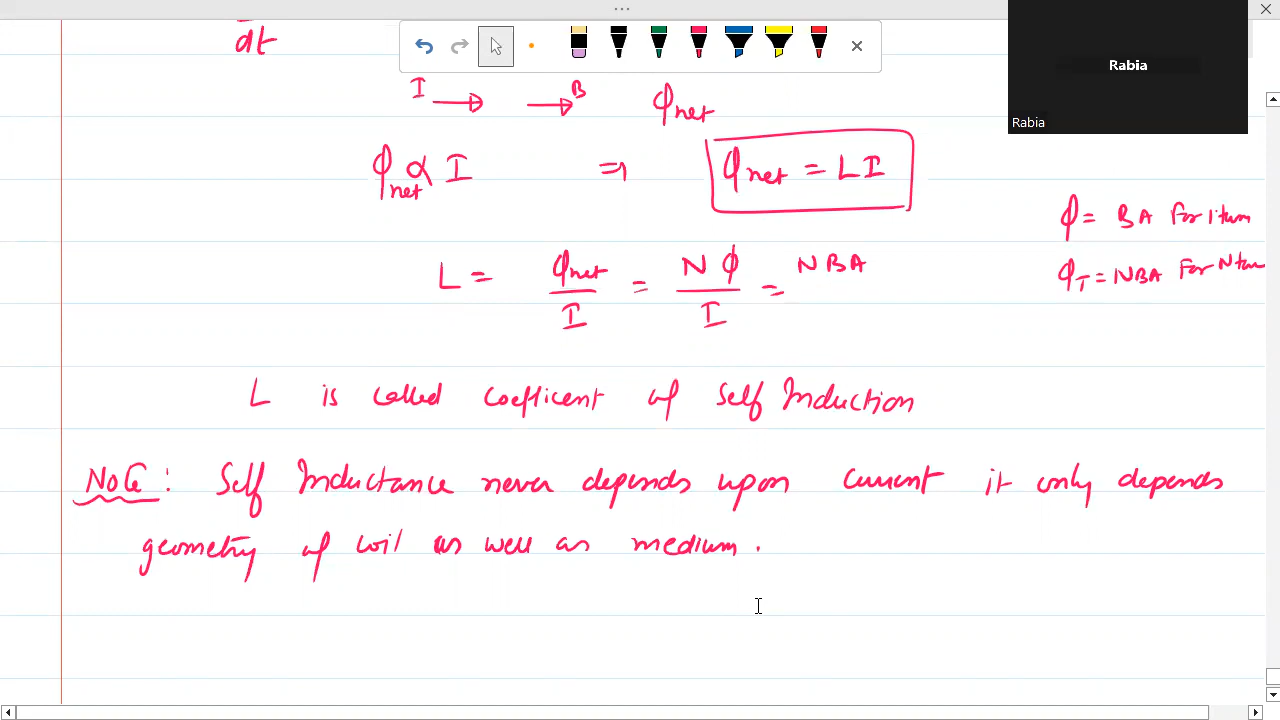 dt
Rabia
Rabia
I → → B φnet
φnet ∝ I ⇒ φnet = LI
φ = BA For 1 turn
L = φnet/I = Nφ/I = NBA
φT = NBA For N turn
L is called coefficent of Self Induction
Note: Self Inductance never depends upon current it only depends
geometry of coil as well as medium.